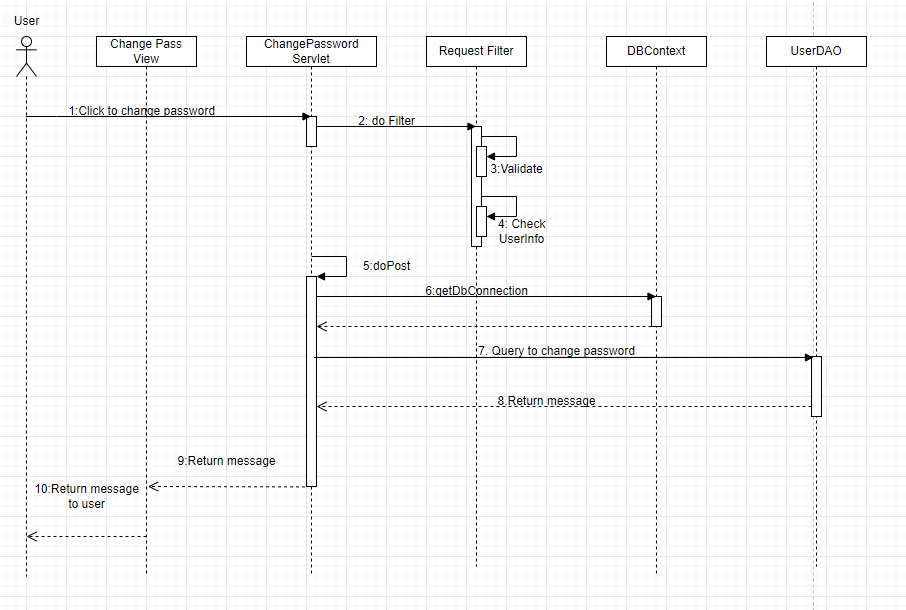 User
Change Pass
View
ChangePassword
Servlet
Request Filter
DBContext
UserDAO
1:Click to change password
2: do Filter
3:Validate
4: Check
UserInfo
5:doPost
6:getDbConnection
7. Query to change password
8.Return message
9:Return message
10:Return message
to user